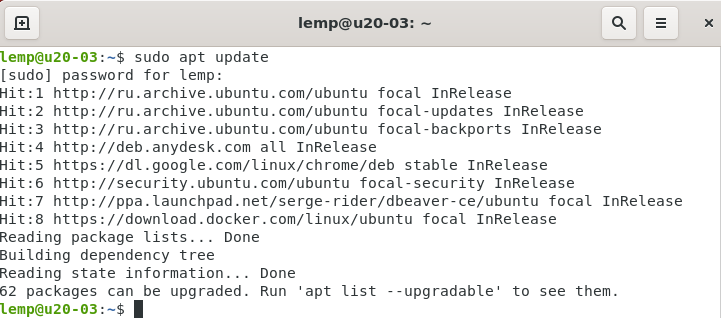 lemp@u20-03: ~
lemp@u20-03:~$ sudo apt update
[sudo] password for lemp:
Hit:1 http://ru.archive.ubuntu.com/ubuntu focal InRelease
Hit:2 http://ru.archive.ubuntu.com/ubuntu focal-updates InRelease
Hit:3 http://ru.archive.ubuntu.com/ubuntu focal-backports InRelease
Hit:4 http://deb.anydesk.com all InRelease
Hit:5 https://dl.google.com/linux/chrome/deb stable InRelease
Hit:6 http://security.ubuntu.com/ubuntu focal-security InRelease
Hit:7 http://ppa.launchpad.net/serge-rider/dbeaver-ce/ubuntu focal InRelease
Hit:8 https://download.docker.com/linux/ubuntu focal InRelease
Reading package lists... Done
Building dependency tree
Reading state information... Done
62 packages can be upgraded. Run 'apt list --upgradable' to see them.
lemp@u20-03:~$